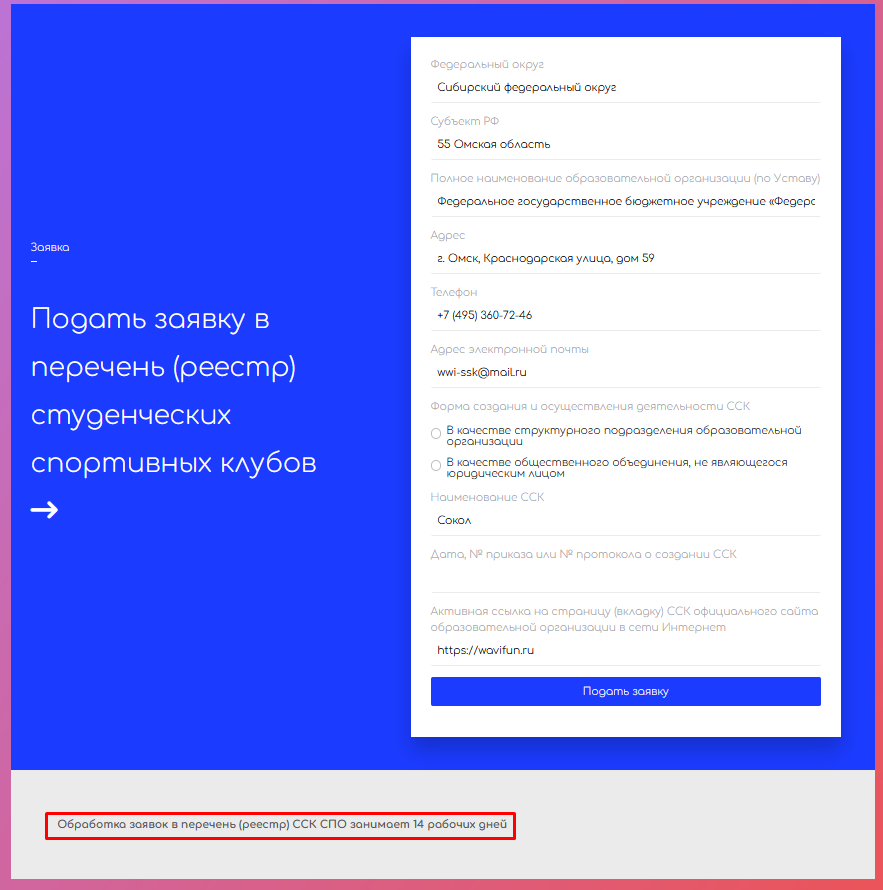 Заявка
–
Подать заявку в
перечень (реестр)
студенческих
спортивных клубов
→
Федеральный округ
Сибирский федеральный округ
Субъект РФ
55 Омская область
Полное наименование образовательной организации (по Уставу)
Федеральное государственное бюджетное учреждение «Федерс
Адрес
г. Омск, Краснодарская улица, дом 59
Телефон
+7 (495) 360-72-46
Адрес электронной почты
wwi-ssk@mail.ru
Форма создания и осуществления деятельности ССК
В качестве структурного подразделения образовательной
организации
В качестве общественного объединения, не являющегося
юридическим лицом
Наименование ССК
Сокол
Дата, № приказа или № протокола о создании ССК
Активная ссылка на страницу (вкладку) ССК официального сайта
образовательной организации в сети Интернет
https://wavifun.ru
Подать заявку
Обработка заявок в перечень (реестр) ССК СПО занимает 14 рабочих дней